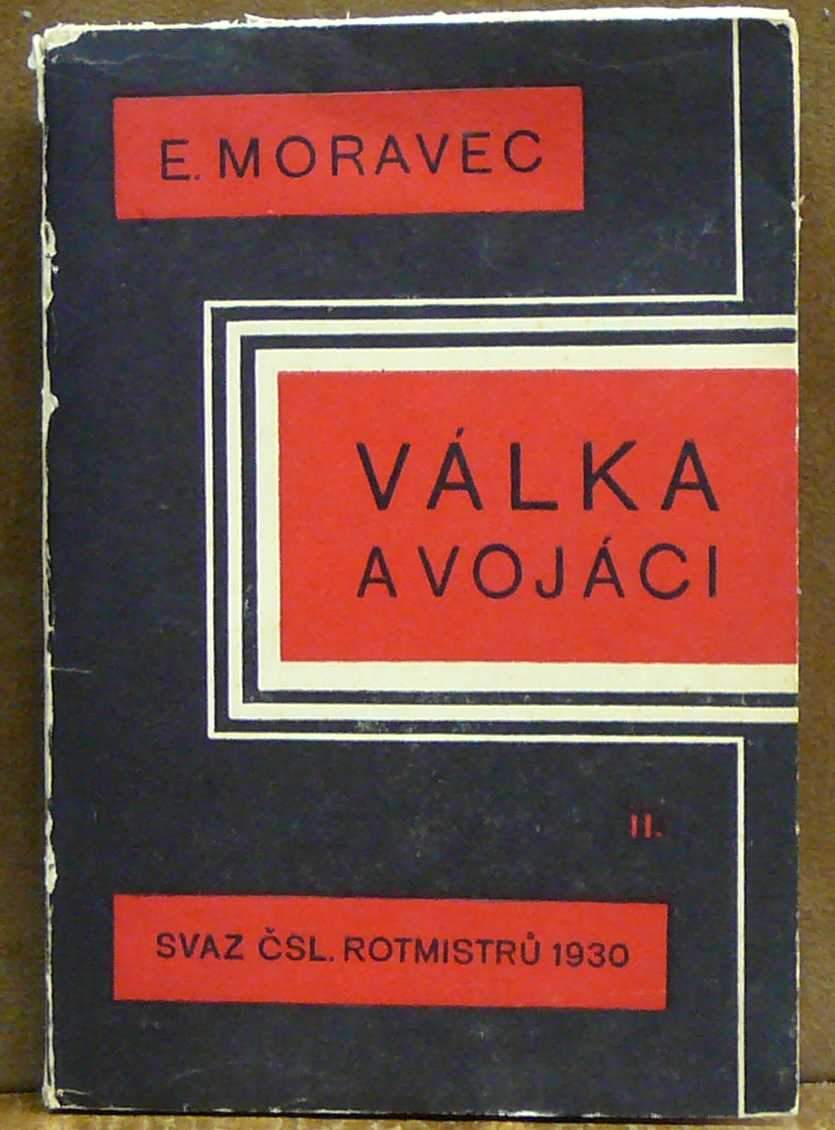 E. MORAVEC
VÁLKA
A VOJÁCI
II.
SVAZ ČSL. ROTMISTRŮ 1930